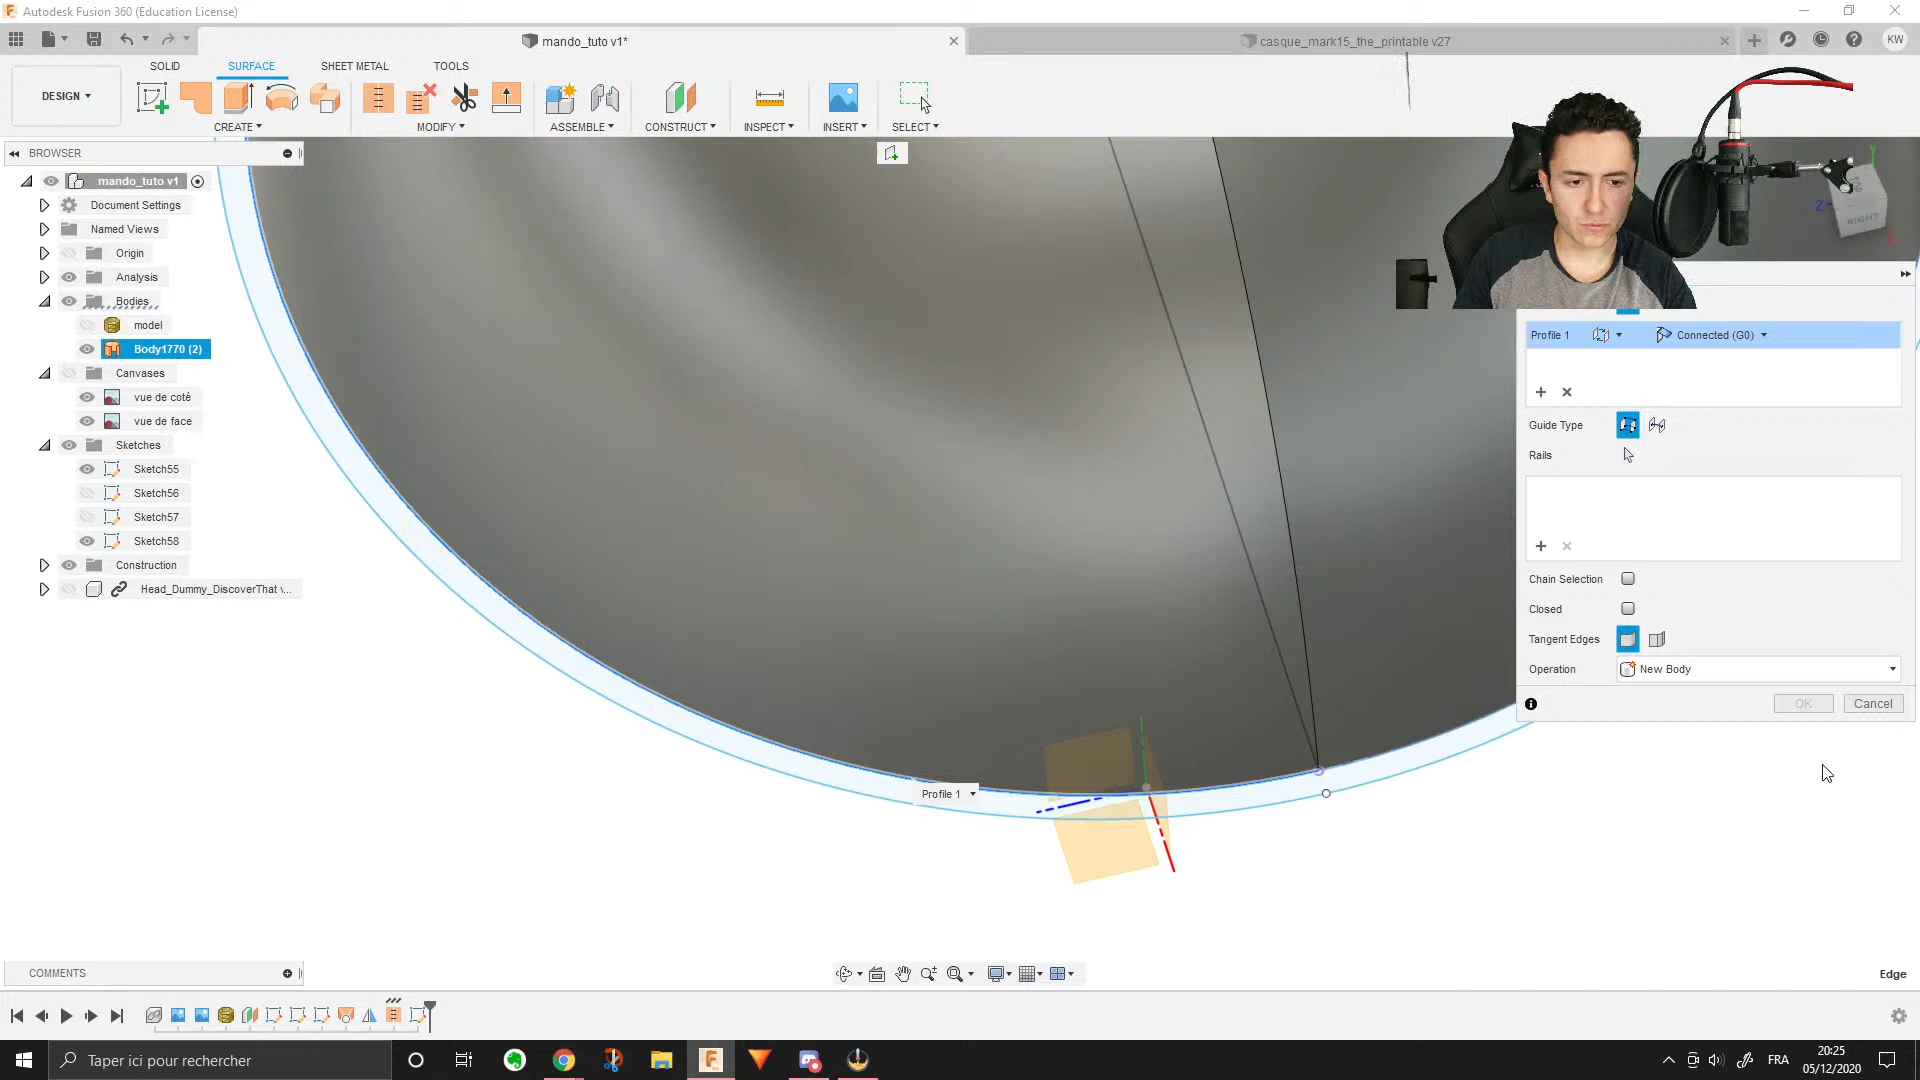 Autodesk Fusion 360 (Education License)
mando_tuto v1*
casque_mark15_the_printable v27
KW
DESIGN
SOLID
SURFACE
SHEET METAL
TOOLS
CREATE
MODIFY
ASSEMBLE
CONSTRUCT
INSPECT
INSERT
SELECT
BROWSER
mando_tuto v1
Document Settings
Named Views
Origin
Analysis
Bodies
model
Body1770 (2)
Canvases
vue de coté
vue de face
Sketches
Sketch55
Sketch56
Sketch57
Sketch58
Construction
Head_Dummy_DiscoverThat v...
Y
Z
RIGHT
X
Profile 1
Connected (G0)
Guide Type
Rails
Chain Selection
Closed
Tangent Edges
Operation
New Body
OK
Cancel
Profile 1
COMMENTS
Edge
Taper ici pour rechercher
FRA
20:25
05/12/2020